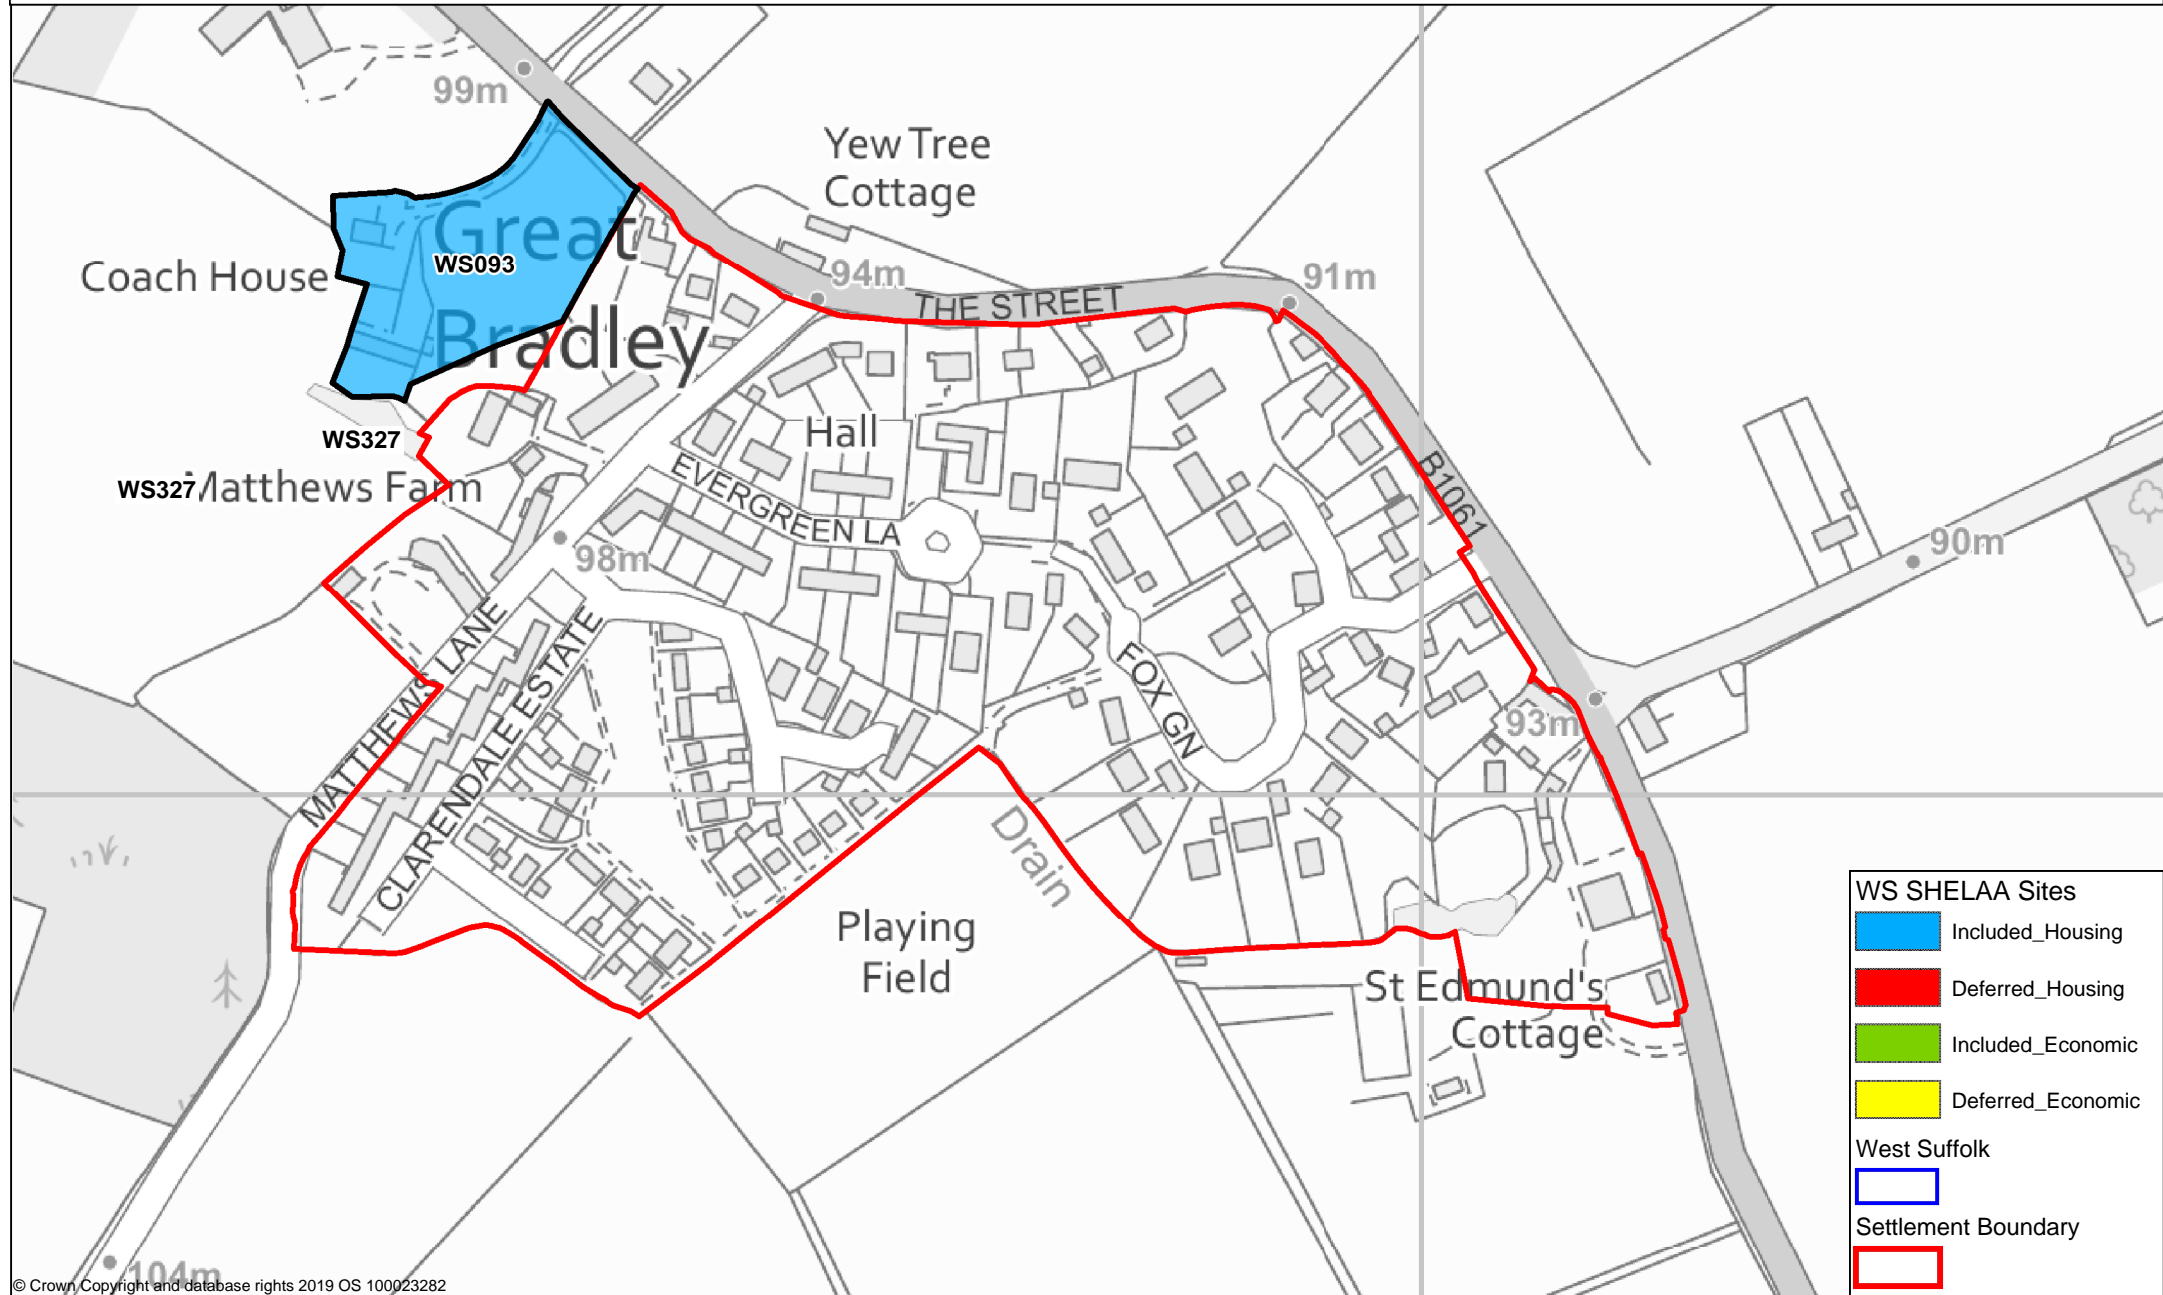 99m
Yew Tree
Cottage
Great
Bradley
WS093
Coach House
94m
THE STREET
91m
WS327
WS327
Matthews Farm
Hall
EVERGREEN LA
B1061
90m
98m
MATTHEWS LANE
CLARENDALE ESTATE
FOX GN
93m
Drain
Playing
Field
St Edmund's
Cottage
104m
WS SHELAA Sites
Included_Housing
Deferred_Housing
Included_Economic
Deferred_Economic
West Suffolk
Settlement Boundary
© Crown Copyright and database rights 2019 OS 100023282